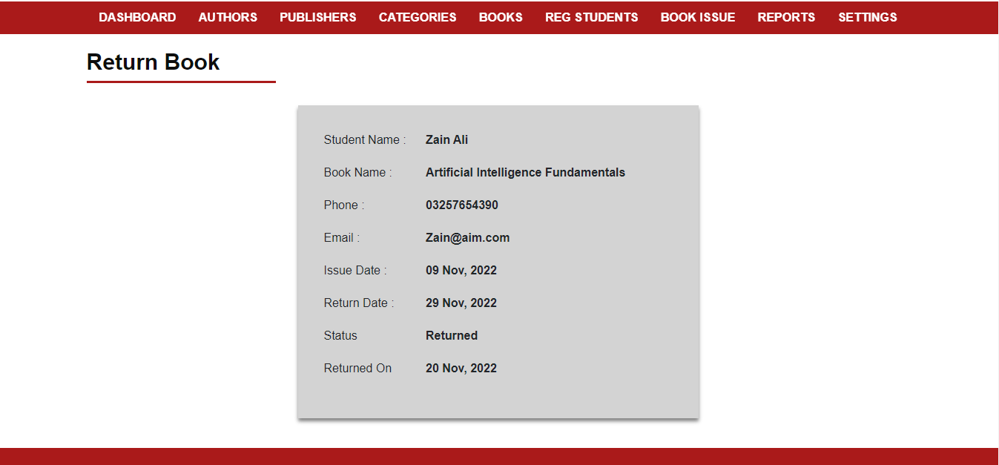 DASHBOARD AUTHORS PUBLISHERS CATEGORIES BOOKS REG STUDENTS BOOK ISSUE REPORTS SETTINGS
Return Book
Student Name : Zain Ali
Book Name : Artificial Intelligence Fundamentals
Phone : 03257654390
Email : Zain@aim.com
Issue Date : 09 Nov, 2022
Return Date : 29 Nov, 2022
Status Returned
Returned On 20 Nov, 2022